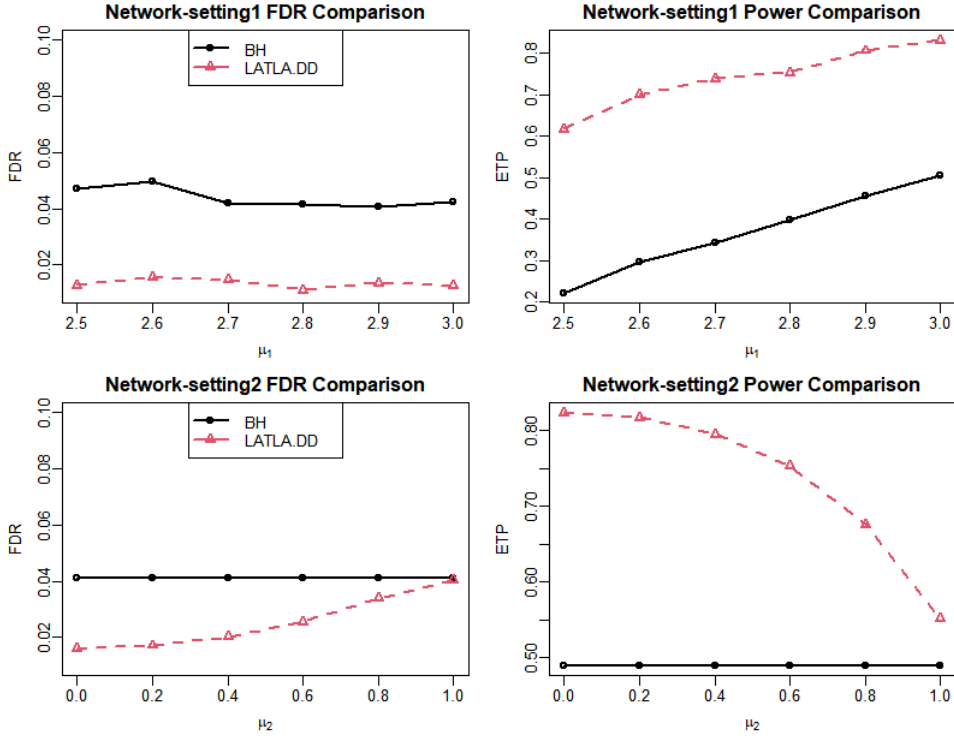 Network-setting1 FDR Comparison
FDR
0.02 0.04 0.06 0.08 0.10
BH
LATLA.DD
2.5 2.6 2.7 2.8 2.9 3.0
μ1
Network-setting1 Power Comparison
ETP
0.2 0.3 0.4 0.5 0.6 0.7 0.8
2.5 2.6 2.7 2.8 2.9 3.0
μ1
Network-setting2 FDR Comparison
FDR
0.02 0.04 0.06 0.08 0.10
BH
LATLA.DD
0.0 0.2 0.4 0.6 0.8 1.0
μ2
Network-setting2 Power Comparison
ETP
0.50 0.60 0.70 0.80
0.0 0.2 0.4 0.6 0.8 1.0
μ2